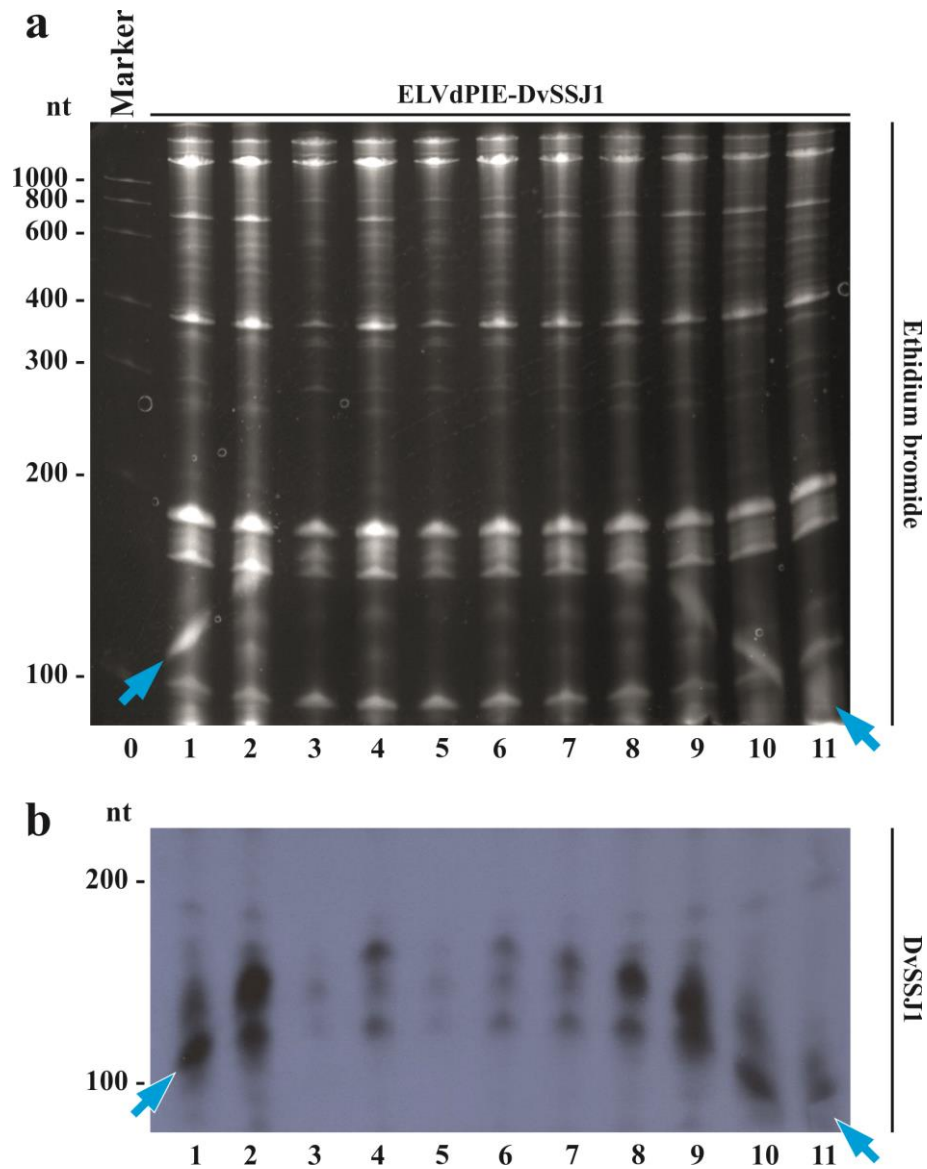 a
Marker
nt
ELVdPIE-DvSSJ1
1000 -
800 -
600 -
400 -
300 -
200 -
100 -
Ethidium bromide
0 1 2 3 4 5 6 7 8 9 10 11
b
nt
200 -
100 -
DvSSJ1
1 2 3 4 5 6 7 8 9 10 11